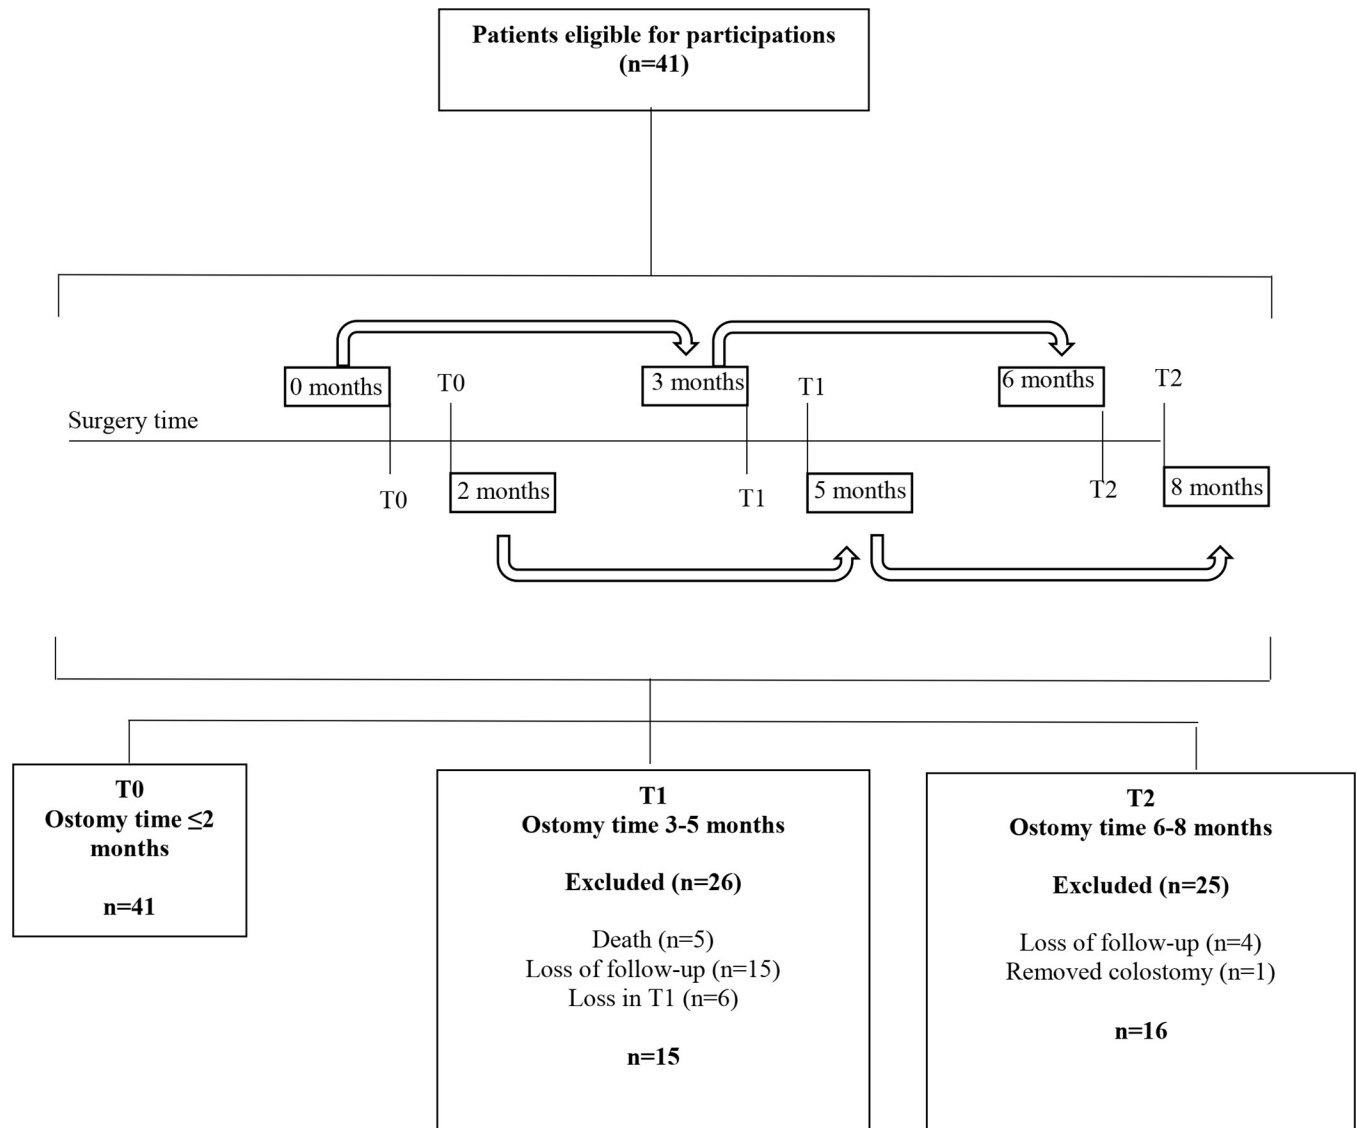 Patients eligible for participations
(n=41)
0 months
T0
3 months
T1
6 months
T2
Surgery time
T0
2 months
T1
5 months
T2
8 months
T0
Ostomy time ≤2
months
n=41
T1
Ostomy time 3-5 months
Excluded (n=26)
Death (n=5)
Loss of follow-up (n=15)
Loss in T1 (n=6)
n=15
T2
Ostomy time 6-8 months
Excluded (n=25)
Loss of follow-up (n=4)
Removed colostomy (n=1)
n=16